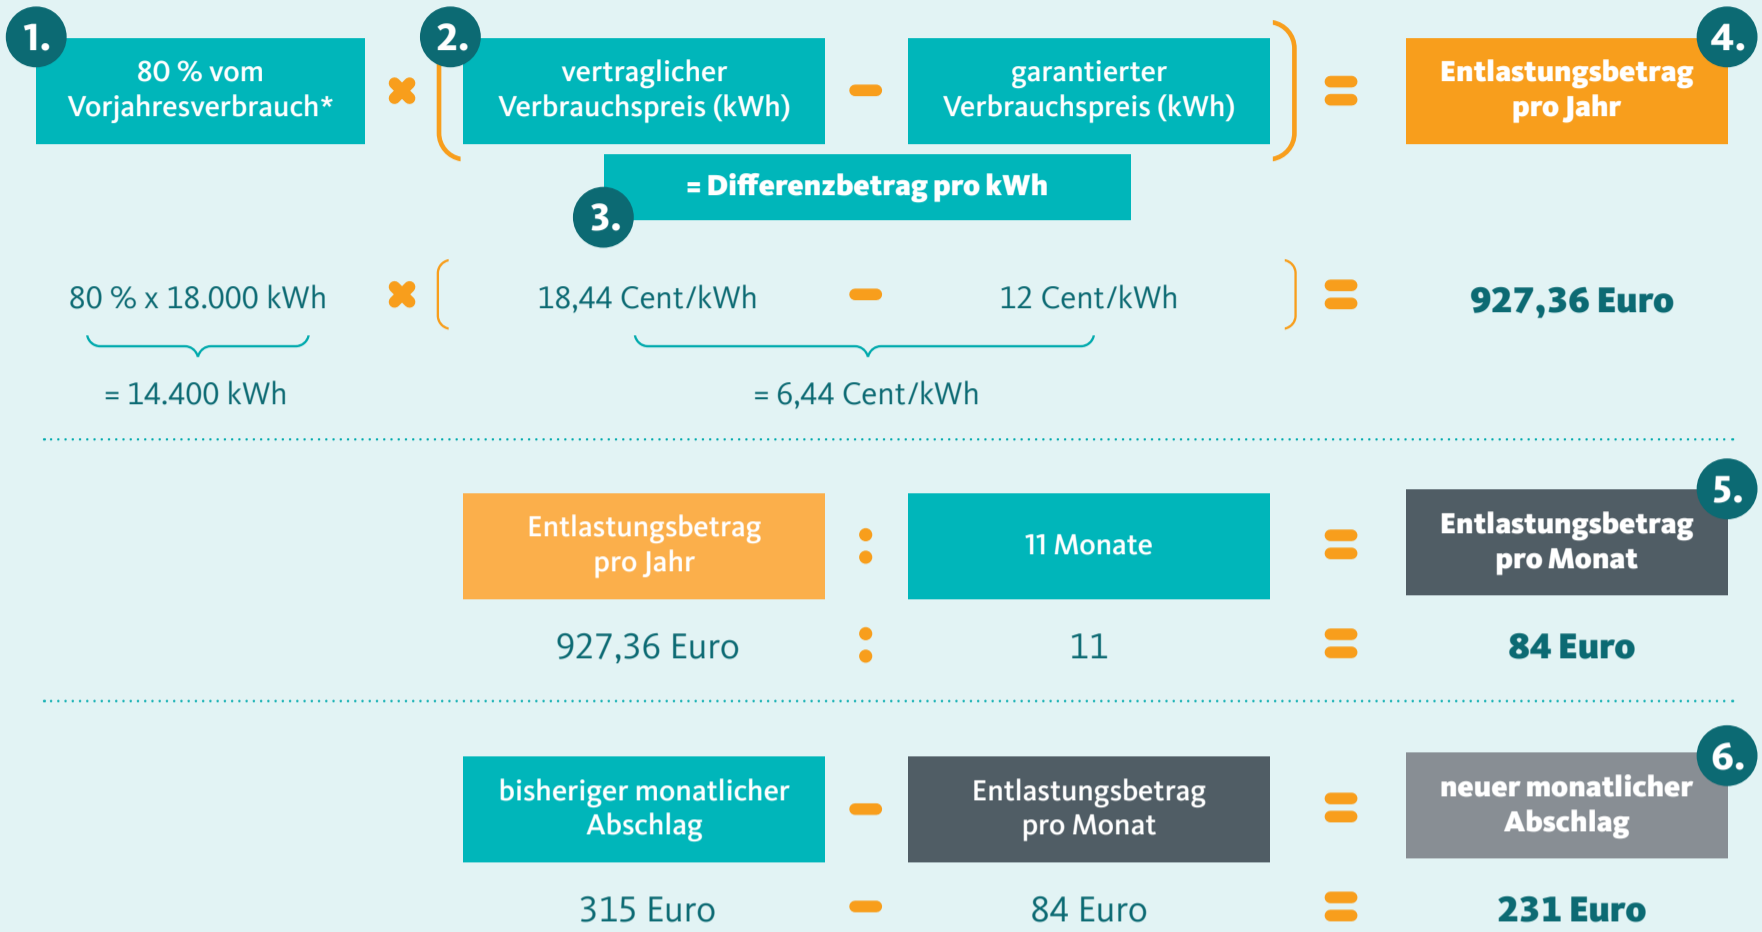 1.
80 % vom
Vorjahresverbrauch*
×
(
2.
vertraglicher
Verbrauchspreis (kWh)
−
garantierter
Verbrauchspreis (kWh)
)
=
4.
Entlastungsbetrag
pro Jahr
3.
= Differenzbetrag pro kWh
80 % x 18.000 kWh × ( 18,44 Cent/kWh − 12 Cent/kWh ) = 927,36 Euro
= 14.400 kWh
= 6,44 Cent/kWh
Entlastungsbetrag
pro Jahr
:
11 Monate
=
5.
Entlastungsbetrag
pro Monat
927,36 Euro : 11 = 84 Euro
bisheriger monatlicher
Abschlag
−
Entlastungsbetrag
pro Monat
=
6.
neuer monatlicher
Abschlag
315 Euro − 84 Euro = 231 Euro